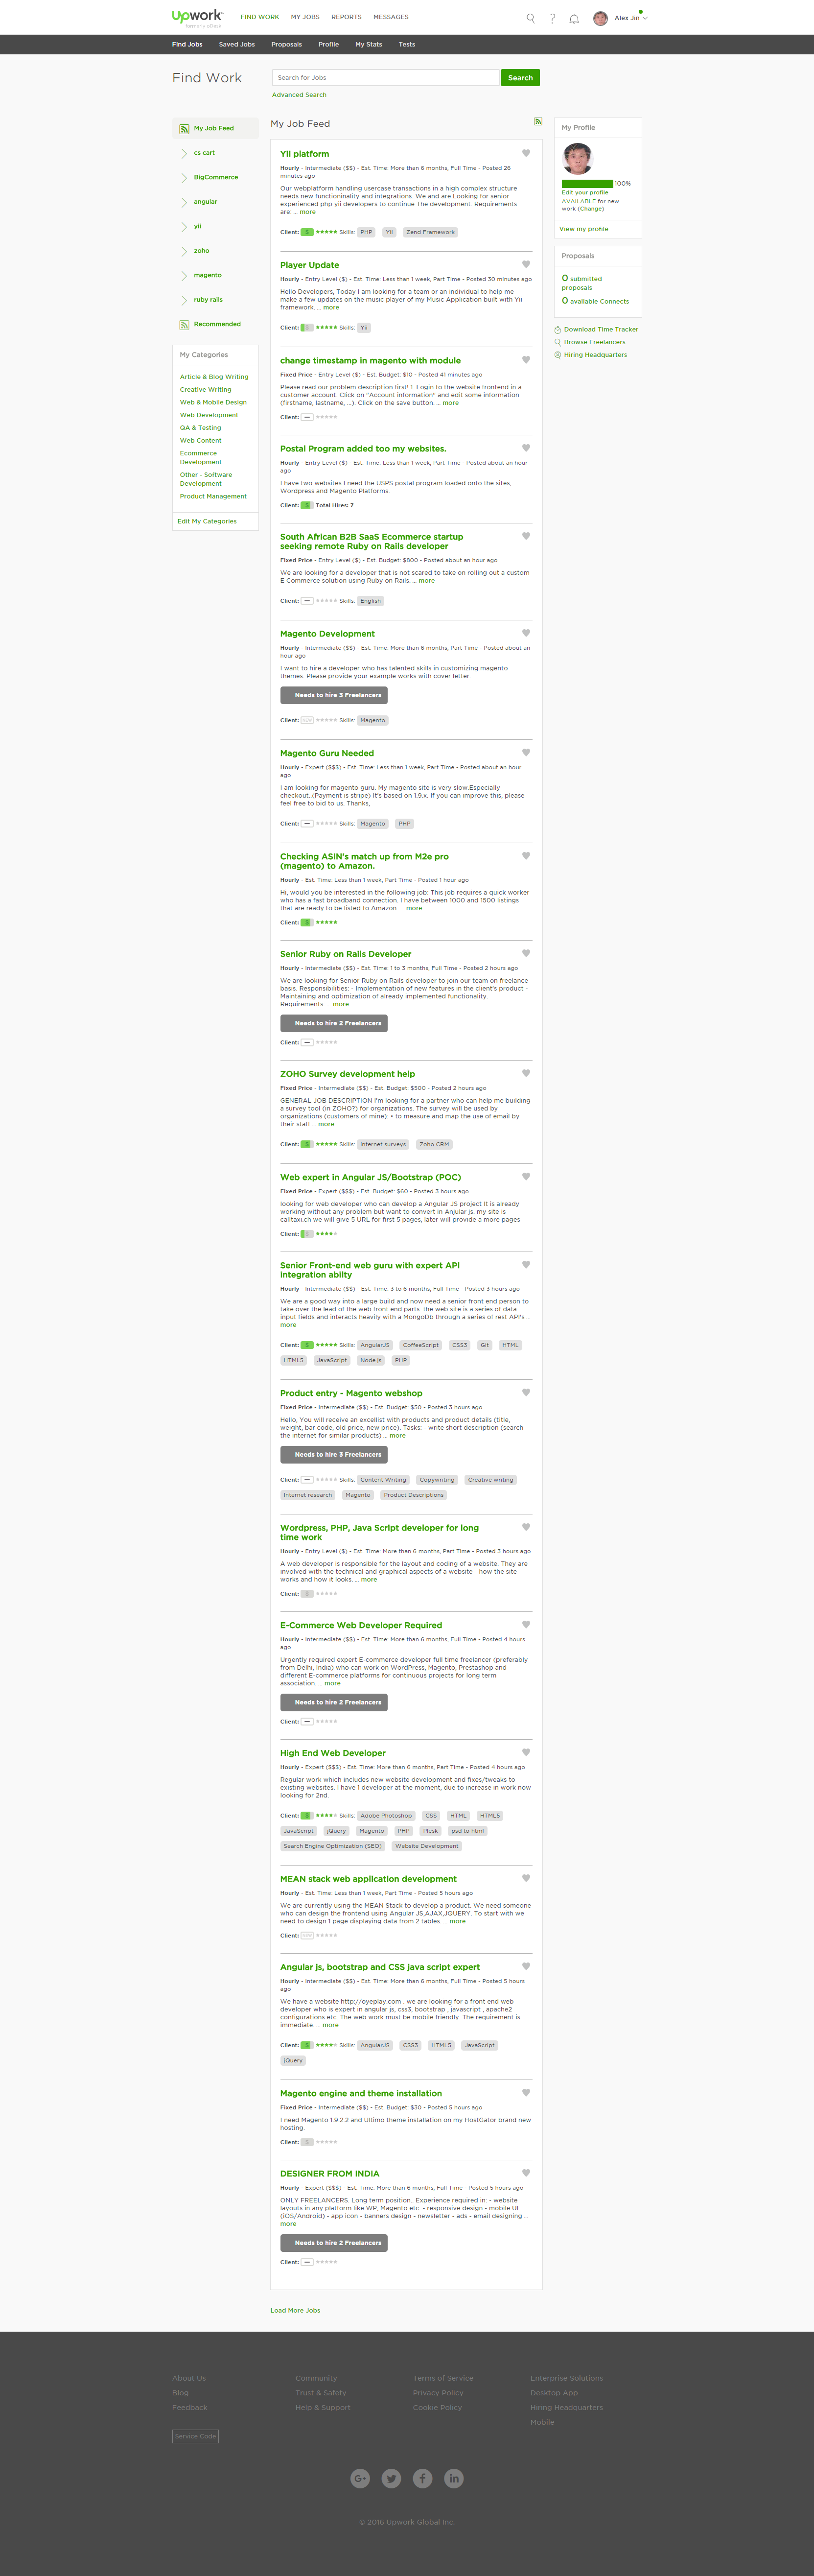 upwork
formerly oDesk
FIND WORK MY JOBS REPORTS MESSAGES
Alex Jin
Find Jobs Saved Jobs Proposals Profile My Stats Tests
Find Work
Search for Jobs
Search
Advanced Search
My Job Feed
cs cart
BigCommerce
angular
yii
zoho
magento
ruby rails
Recommended
My Categories
Article & Blog Writing
Creative Writing
Web & Mobile Design
Web Development
QA & Testing
Web Content
Ecommerce
Development
Other - Software
Development
Product Management
Edit My Categories
My Job Feed
Yii platform
Hourly - Intermediate ($$) - Est. Time: More than 6 months, Full Time - Posted 26
minutes ago
Our webplatform handling usercase transactions in a high complex structure
needs new functioninality and integrations. We and are Looking for senior
experienced php yii developers to continue The development. Requirements
are: ... more
Client: $ Skills: PHP Yii Zend Framework
Player Update
Hourly - Entry Level ($) - Est. Time: Less than 1 week, Part Time - Posted 30 minutes ago
Hello Developers, Today I am looking for a team or an individual to help me
make a few updates on the music player of my Music Application built with Yii
framework. ... more
Client: $ Skills: Yii
change timestamp in magento with module
Fixed Price - Entry Level ($) - Est. Budget: $10 - Posted 41 minutes ago
Please read our problem description first! 1. Login to the website frontend in a
customer account. Click on "Account information" and edit some information
(firstname, lastname, ...). Click on the save button. ... more
Client:
Postal Program added too my websites.
Hourly - Entry Level ($) - Est. Time: Less than 1 week, Part Time - Posted about an hour
ago
I have two websites I need the USPS postal program loaded onto the sites,
Wordpress and Magento Platforms.
Client: $ Total Hires: 7
South African B2B SaaS Ecommerce startup
seeking remote Ruby on Rails developer
Fixed Price - Entry Level ($) - Est. Budget: $800 - Posted about an hour ago
We are looking for a developer that is not scared to take on rolling out a custom
E Commerce solution using Ruby on Rails. ... more
Client: Skills: English
Magento Development
Hourly - Intermediate ($$) - Est. Time: More than 6 months, Part Time - Posted about an
hour ago
I want to hire a developer who has talented skills in customizing magento
themes. Please provide your example works with cover letter.
Needs to hire 3 Freelancers
Client: Skills: Magento
Magento Guru Needed
Hourly - Expert ($$$) - Est. Time: Less than 1 week, Part Time - Posted about an hour
ago
I am looking for magento guru. My magento site is very slow.Especially
checkout..(Payment is stripe) It's based on 1.9.x. If you can improve this, please
feel free to bid to us. Thanks,
Client: Skills: Magento PHP
Checking ASIN's match up from M2e pro
(magento) to Amazon.
Hourly - Est. Time: Less than 1 week, Part Time - Posted 1 hour ago
Hi, would you be interested in the following job: This job requires a quick worker
who has a fast broadband connection. I have between 1000 and 1500 listings
that are ready to be listed to Amazon. ... more
Client: $
Senior Ruby on Rails Developer
Hourly - Intermediate ($$) - Est. Time: 1 to 3 months, Full Time - Posted 2 hours ago
We are looking for Senior Ruby on Rails developer to join our team on freelance
basis. Responsibilities: - Implementation of new features in the client's product -
Maintaining and optimization of already implemented functionality.
Requirements: ... more
Needs to hire 2 Freelancers
Client:
ZOHO Survey development help
Fixed Price - Intermediate ($$) - Est. Budget: $500 - Posted 2 hours ago
GENERAL JOB DESCRIPTION I'm looking for a partner who can help me building
a survey tool (in ZOHO?) for organizations. The survey will be used by
organizations (customers of mine): • to measure and map the use of email by
their staff ... more
Client: $ Skills: internet surveys Zoho CRM
Web expert in Angular JS/Bootstrap (POC)
Fixed Price - Expert ($$$) - Est. Budget: $60 - Posted 3 hours ago
looking for web developer who can develop a Angular JS project It is already
working without any problem but want to convert in Anjular js. my site is
calltaxi.ch we will give 5 URL for first 5 pages, later will provide a more pages
Client: $
Senior Front-end web guru with expert API
integration abilty
Hourly - Intermediate ($$) - Est. Time: 3 to 6 months, Full Time - Posted 3 hours ago
We are a good way into a large build and now need a senior front end person to
take over the lead of the web front end parts. the web site is a series of data
input fields and interacts heavily with a MongoDb through a series of rest API's ...
more
Client: $ Skills: AngularJS CoffeeScript CSS3 Git HTML
HTML5 JavaScript Node.js PHP
Product entry - Magento webshop
Fixed Price - Intermediate ($$) - Est. Budget: $50 - Posted 3 hours ago
Hello, You will receive an excellist with products and product details (title,
weight, bar code, old price, new price). Tasks: - write short description (search
the internet for similar products) ... more
Needs to hire 3 Freelancers
Client: Skills: Content Writing Copywriting Creative writing
Internet research Magento Product Descriptions
Wordpress, PHP, Java Script developer for long
time work
Hourly - Entry Level ($) - Est. Time: More than 6 months, Part Time - Posted 3 hours ago
A web developer is responsible for the layout and coding of a website. They are
involved with the technical and graphical aspects of a website - how the site
works and how it looks. ... more
Client: $
E-Commerce Web Developer Required
Hourly - Intermediate ($$) - Est. Time: More than 6 months, Full Time - Posted 4 hours
ago
Urgently required expert E-commerce developer full time freelancer (preferably
from Delhi, India) who can work on WordPress, Magento, Prestashop and
different E-commerce platforms for continuous projects for long term
association. ... more
Needs to hire 2 Freelancers
Client:
High End Web Developer
Hourly - Expert ($$$) - Est. Time: More than 6 months, Part Time - Posted 4 hours ago
Regular work which includes new website development and fixes/tweaks to
existing websites. I have 1 developer at the moment, due to increase in work now
looking for 2nd.
Client: $ Skills: Adobe Photoshop CSS HTML HTML5
JavaScript jQuery Magento PHP Plesk psd to html
Search Engine Optimization (SEO) Website Development
MEAN stack web application development
Hourly - Est. Time: Less than 1 week, Part Time - Posted 5 hours ago
We are currently using the MEAN Stack to develop a product. We need someone
who can design the frontend using Angular JS,AJAX,JQUERY. To start with we
need to design 1 page displaying data from 2 tables. ... more
Client:
Angular js, bootstrap and CSS java script expert
Hourly - Intermediate ($$) - Est. Time: More than 6 months, Full Time - Posted 5 hours
ago
We have a website http://oyeplay.com . we are looking for a front end web
developer who is expert in angular js, css3, bootstrap , javascript , apache2
configurations etc. The web work must be mobile friendly. The requirement is
immediate. ... more
Client: $ Skills: AngularJS CSS3 HTML5 JavaScript
jQuery
Magento engine and theme installation
Fixed Price - Intermediate ($$) - Est. Budget: $30 - Posted 5 hours ago
I need Magento 1.9.2.2 and Ultimo theme installation on my HostGator brand new
hosting.
Client: $
DESIGNER FROM INDIA
Hourly - Expert ($$$) - Est. Time: More than 6 months, Full Time - Posted 5 hours ago
ONLY FREELANCERS. Long term position.. Experience required in: - website
layouts in any platform like WP, Magento etc. - responsive design - mobile UI
(iOS/Android) - app icon - banners design - newsletter - ads - email designing ...
more
Needs to hire 2 Freelancers
Client:
Load More Jobs
My Profile
100%
Edit your profile
AVAILABLE for new
work (Change)
View my profile
Proposals
0 submitted
proposals
0 available Connects
Download Time Tracker
Browse Freelancers
Hiring Headquarters
About Us Community Terms of Service Enterprise Solutions
Blog Trust & Safety Privacy Policy Desktop App
Feedback Help & Support Cookie Policy Hiring Headquarters
Mobile
Service Code
© 2016 Upwork Global Inc.